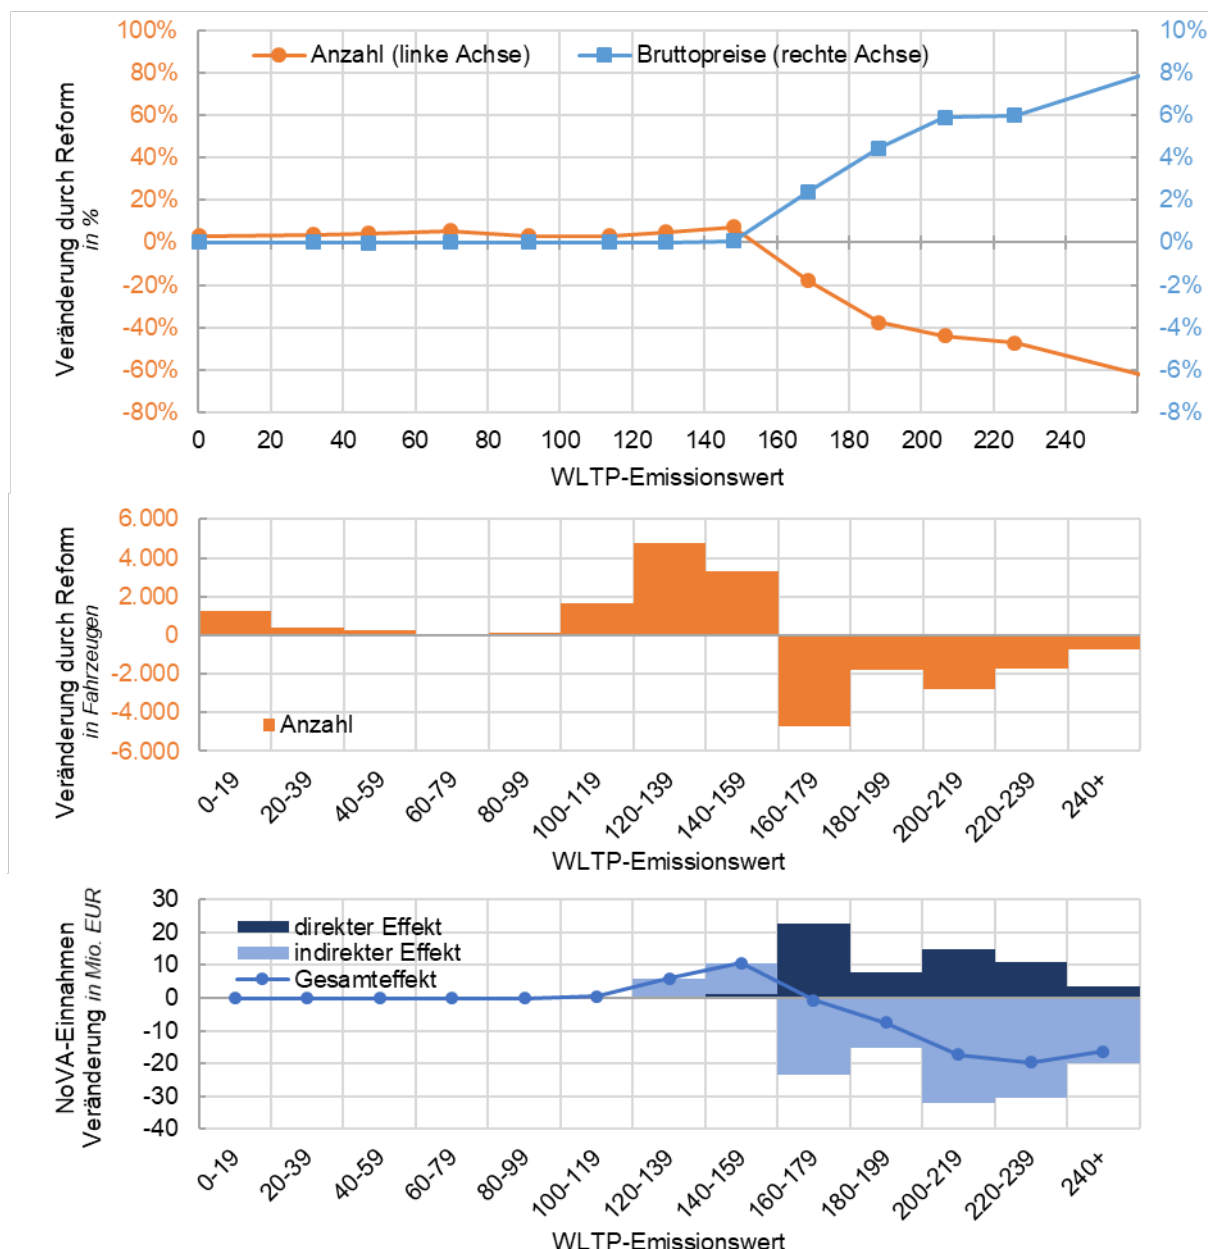 100%
80%
60%
40%
20%
0%
-20%
-40%
-60%
-80%
10%
8%
6%
4%
2%
0%
-2%
-4%
-6%
-8%
Anzahl (linke Achse)
Bruttopreise (rechte Achse)
Veränderung durch Reform
in %
0 20 40 60 80 100 120 140 160 180 200 220 240
WLTP-Emissionswert
6.000
4.000
2.000
0
-2.000
-4.000
-6.000
Veränderung durch Reform
in Fahrzeugen
Anzahl
0-19 20-39 40-59 60-79 80-99 100-119 120-139 140-159 160-179 180-199 200-219 220-239 240+
WLTP-Emissionswert
30
20
10
0
-10
-20
-30
-40
NoVA-Einnahmen
Veränderung in Mio. EUR
direkter Effekt
indirekter Effekt
Gesamteffekt
0-19 20-39 40-59 60-79 80-99 100-119 120-139 140-159 160-179 180-199 200-219 220-239 240+
WLTP-Emissionswert